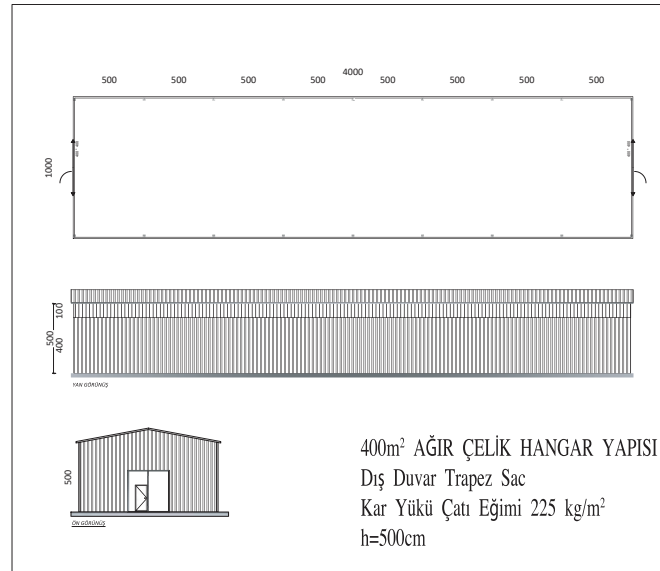 4000
500 500 500 500 500 500 500 500
1000
500
100
400
YAN GÖRÜNÜŞ
500
ÖN GÖRÜNÜŞ
400m² AĞIR ÇELİK HANGAR YAPISI
Dış Duvar Trapez Sac
Kar Yükü Çatı Eğimi 225 kg/m²
h=500cm